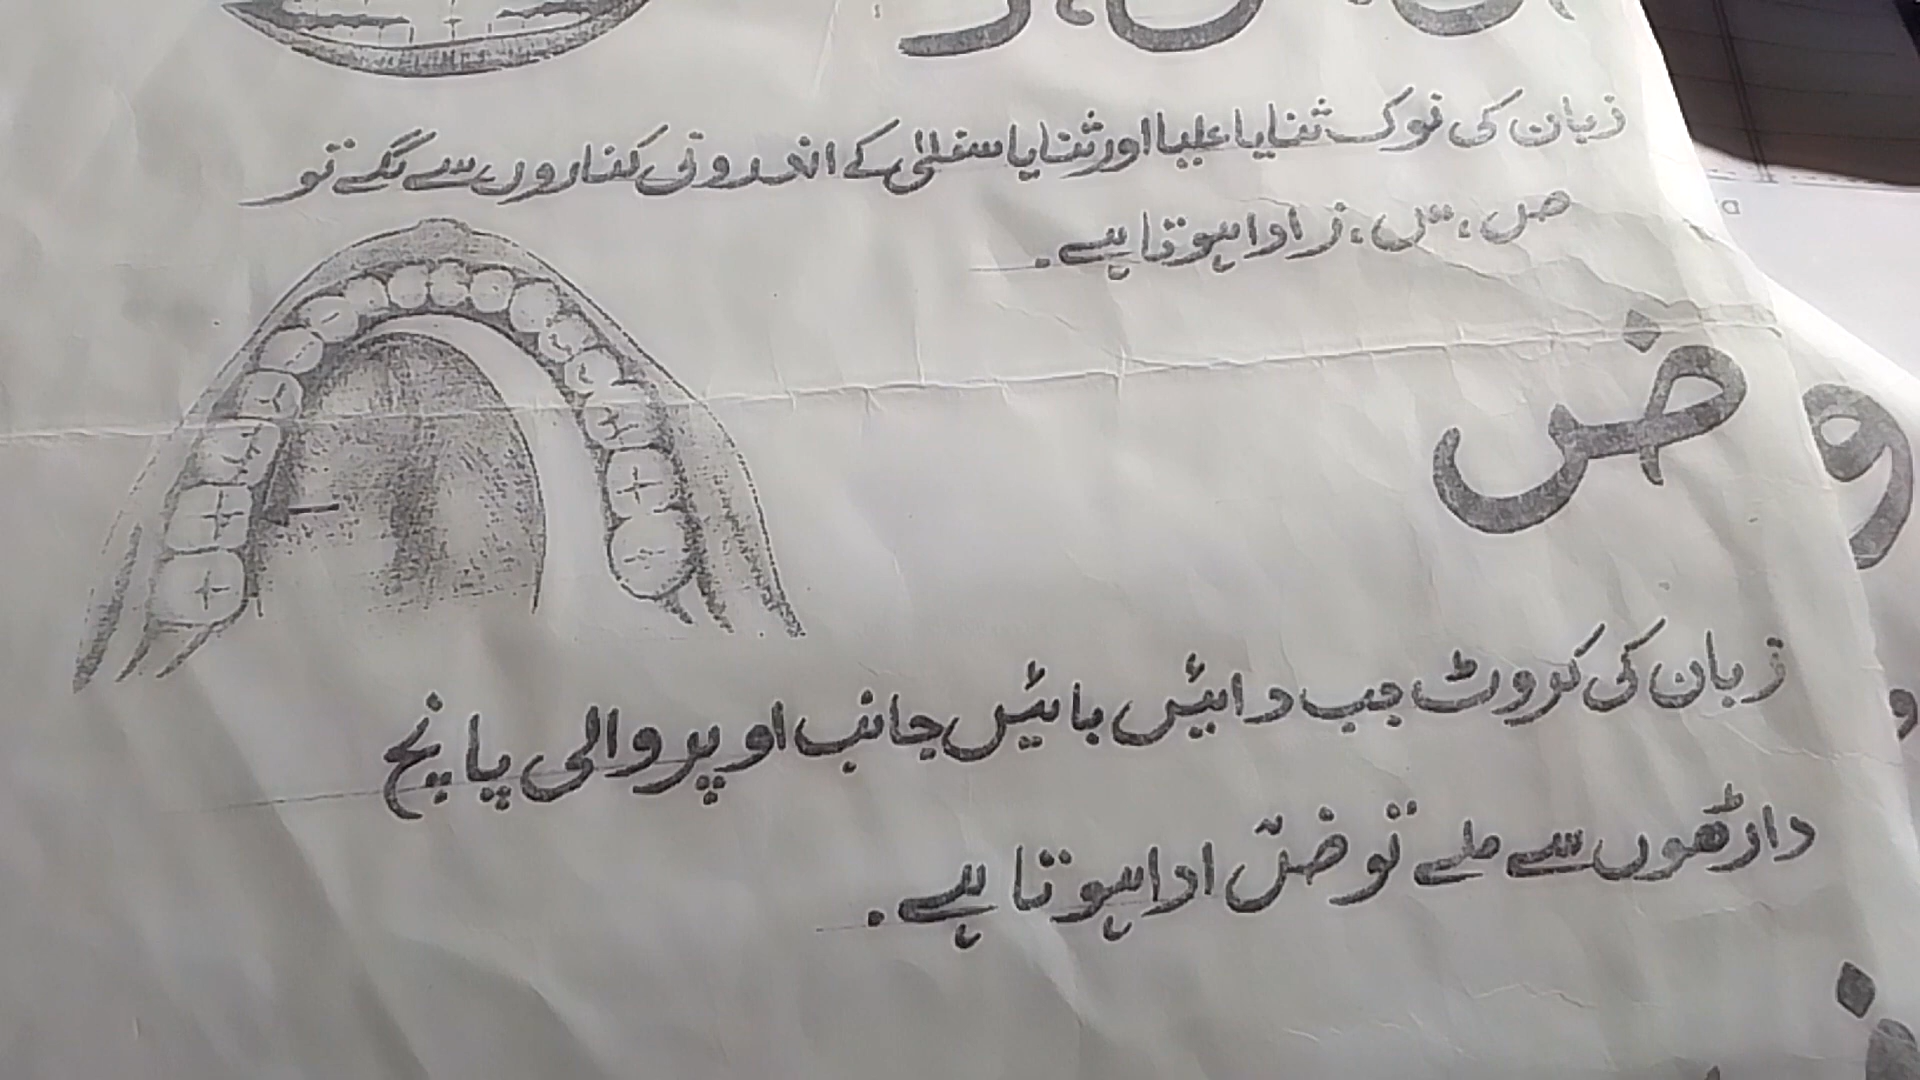 ص، س، ز
زبان کی نوک ثنایا علیا اور ثنایا سفلیٰ کے اندرونی کناروں سے لگے تو
ص، س، ز ادا ہوتا ہے.
ض
و
زبان کی کروٹ جب دائیں بائیں جانب اوپر والی پانچ
داڑھوں سے ملے تو ضؔ ادا ہوتا ہے.